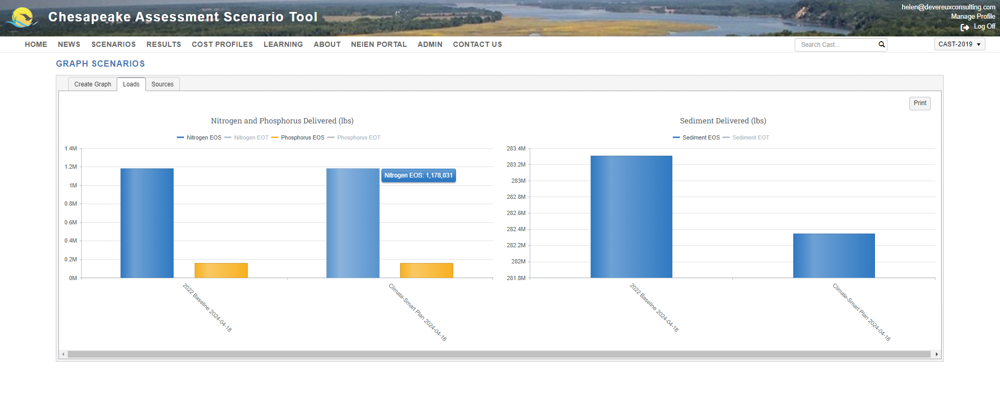 Chesapeake Assessment Scenario Tool
helen@devereuxconsulting.com
Manage Profile
Log Off
HOME NEWS SCENARIOS RESULTS COST PROFILES LEARNING ABOUT NEIEN PORTAL ADMIN CONTACT US
Search Cast...
CAST-2019
GRAPH SCENARIOS
Create Graph Loads Sources
Print
Nitrogen and Phosphorus Delivered (lbs)
Nitrogen EOS Nitrogen EOT Phosphorus EOS Phosphorus EOT
1.4M
1.2M
1M
0.8M
0.6M
0.4M
0.2M
0M
Nitrogen EOS: 1,178,031
2022 Baseline 2024-04-18
Climate-Smart Plan 2024-04-18
Sediment Delivered (lbs)
Sediment EOS Sediment EOT
283.4M
283.2M
283M
282.8M
282.6M
282.4M
282.2M
282M
281.8M
2022 Baseline 2024-04-18
Climate-Smart Plan 2024-04-18